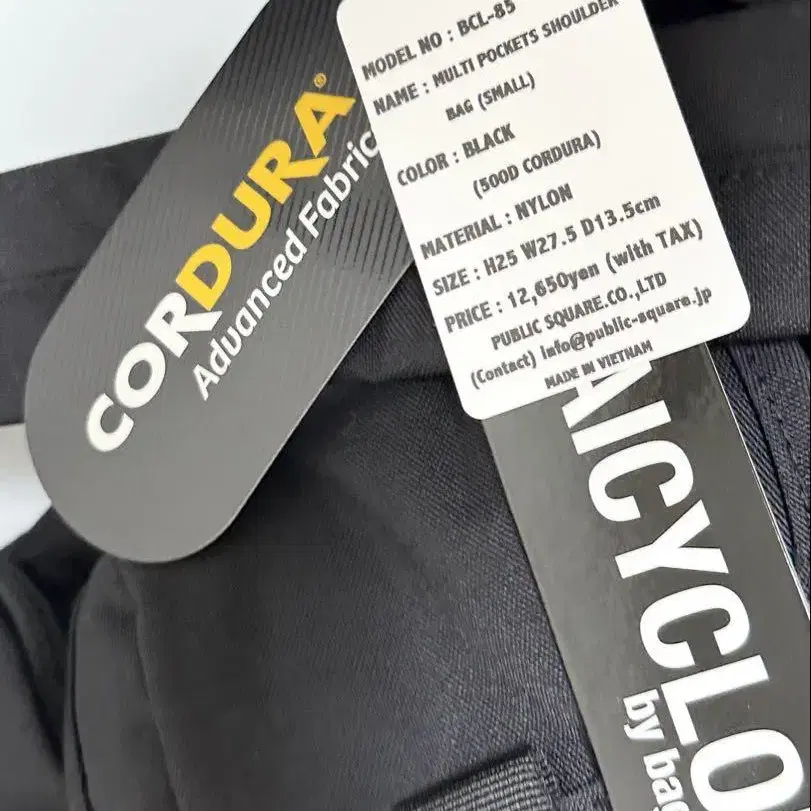 CORDURA®
Advanced Fabric
MODEL NO : BCL-85
NAME : MULTI POCKETS SHOULDER
BAG (SMALL)
COLOR : BLACK
(500D CORDURA)
MATERIAL : NYLON
SIZE : H25 W27.5 D13.5cm
PRICE : 12,650yen (with TAX)
PUBLIC SQUARE.CO.,LTD
(Contact) info@public-square.jp
MADE IN VIETNAM
AICYCLO
by bac